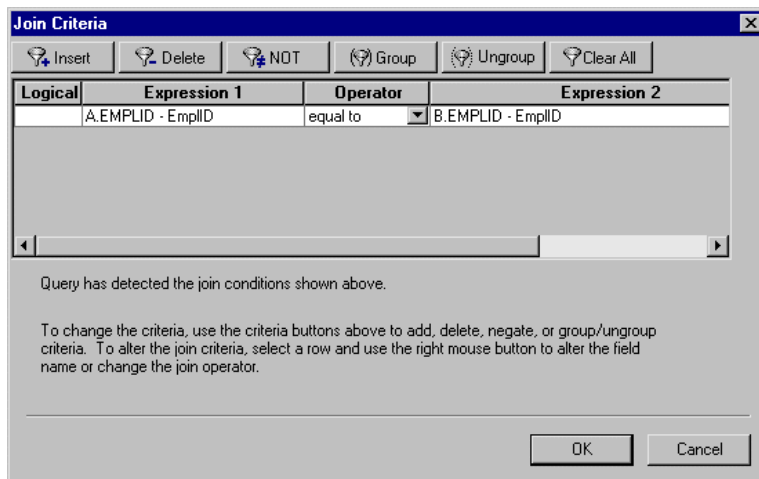 Join Criteria
Insert Delete NOT Group Ungroup Clear All
Logical Expression 1 Operator Expression 2
A.EMPLID - EmplID equal to B.EMPLID - EmplID
Query has detected the join conditions shown above.
To change the criteria, use the criteria buttons above to add, delete, negate, or group/ungroup
criteria. To alter the join criteria, select a row and use the right mouse button to alter the field
name or change the join operator.
OK Cancel